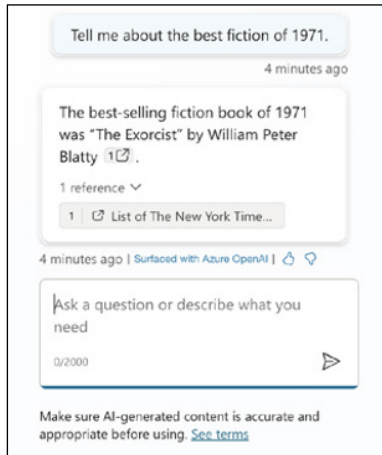 Tell me about the best fiction of 1971.
4 minutes ago
The best-selling fiction book of 1971
was “The Exorcist” by William Peter
Blatty 1 .
1 reference
1 List of The New York Time...
4 minutes ago | Surfaced with Azure OpenAI |
Ask a question or describe what you
need
0/2000
Make sure AI-generated content is accurate and
appropriate before using. See terms